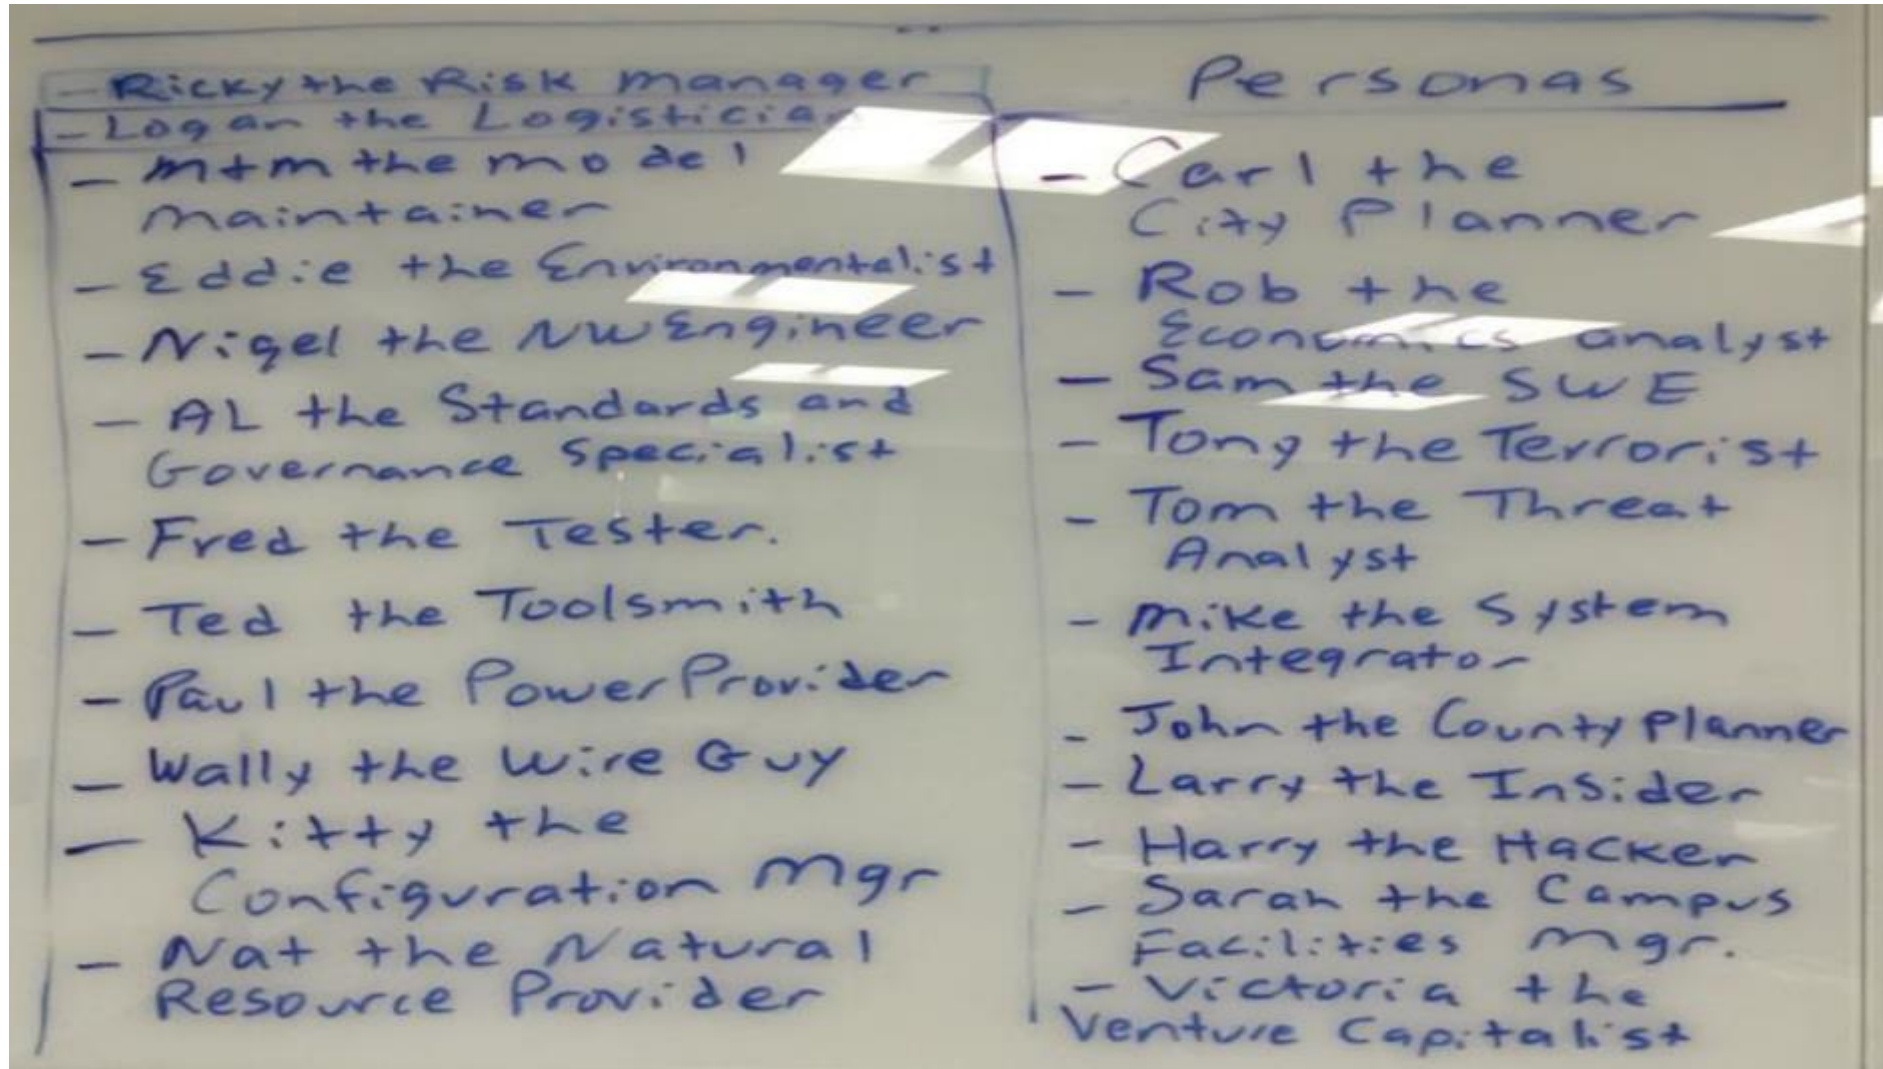 - Ricky the Risk Manager
- Logan the Logistician
- MtM the Model
Maintainer
- Eddie the Environmentalist
- Nigel the NW Engineer
- AL the Standards and
Governance Specialist
- Fred the Tester.
- Ted the Toolsmith
- Paul the Power Provider
- Wally the Wire Guy
- Kitty the
Configuration Mgr
- Nat the Natural
Resource Provider
Personas
- Carl the
City Planner
- Rob the
Economics analyst
- Sam the SWE
- Tony the Terrorist
- Tom the Threat
Analyst
- Mike the System
Integrator
- John the County Planner
- Larry the Insider
- Harry the Hacker
- Sarah the Campus
Facilities Mgr.
- Victoria the
Venture Capitalist